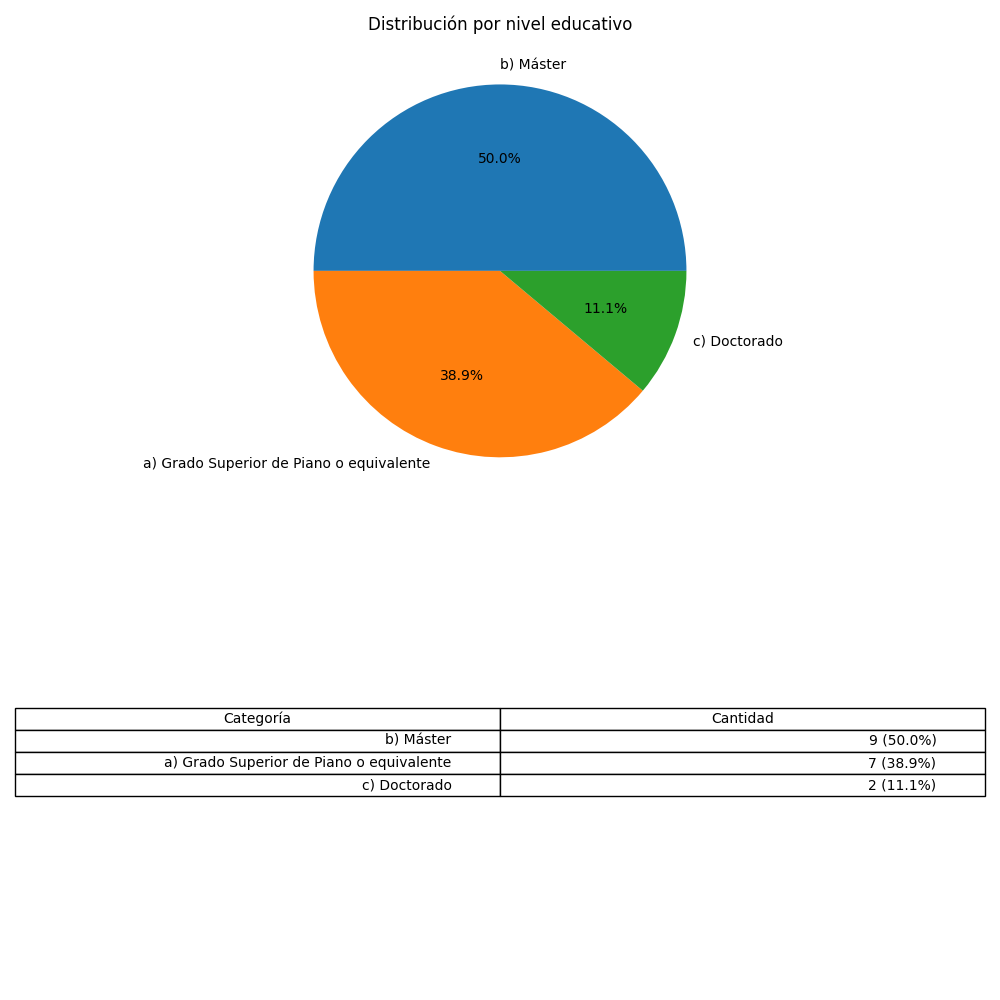 Distribución por nivel educativo
b) Máster
50.0%
11.1%
c) Doctorado
38.9%
a) Grado Superior de Piano o equivalente
Categoría Cantidad
b) Máster 9 (50.0%)
a) Grado Superior de Piano o equivalente 7 (38.9%)
c) Doctorado 2 (11.1%)